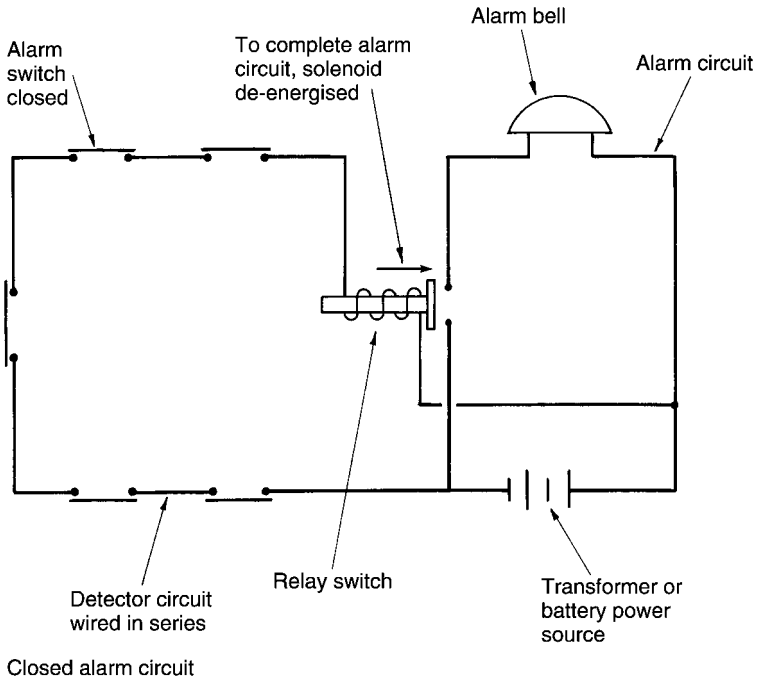 Alarm bell
Alarm
switch
closed
To complete alarm
circuit, solenoid
de-energised
Alarm circuit
Relay switch
Detector circuit
wired in series
Transformer or
battery power
source
Closed alarm circuit